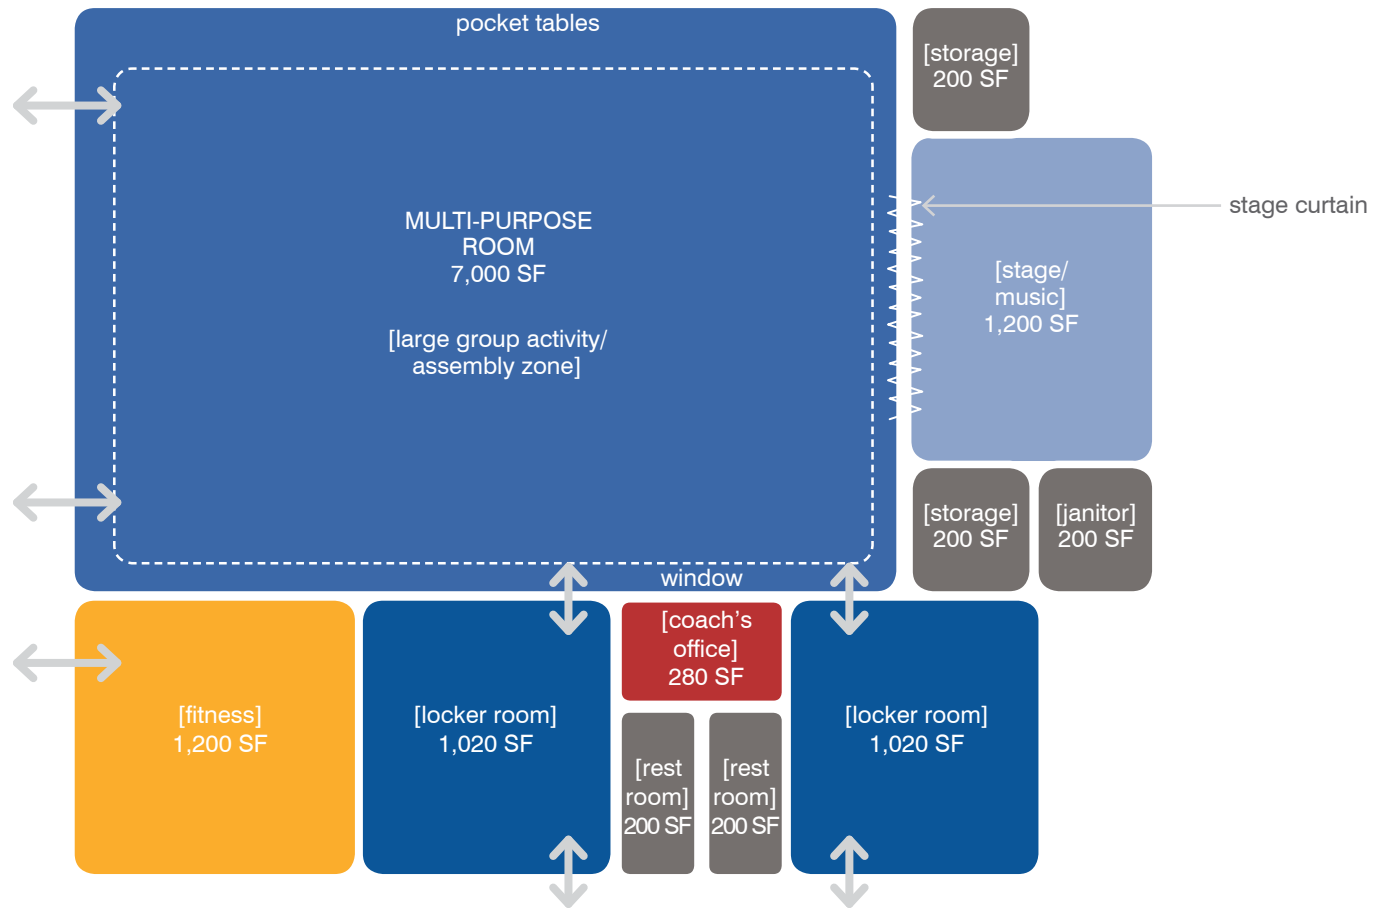 pocket tables
[storage]
200 SF
stage curtain
MULTI-PURPOSE
ROOM
7,000 SF
[large group activity/
assembly zone]
[stage/
music]
1,200 SF
[storage]
200 SF
[janitor]
200 SF
window
[coach’s
office]
280 SF
[fitness]
1,200 SF
[locker room]
1,020 SF
[rest
room]
200 SF
[rest
room]
200 SF
[locker room]
1,020 SF